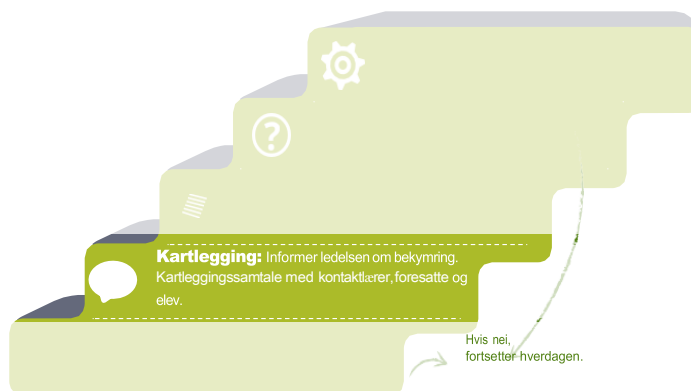 Kartlegging: Informer ledelsen om bekymring.
Kartleggingssamtale med kontaktlærer, foresatte og
elev.
Hvis nei,
fortsetter hverdagen.